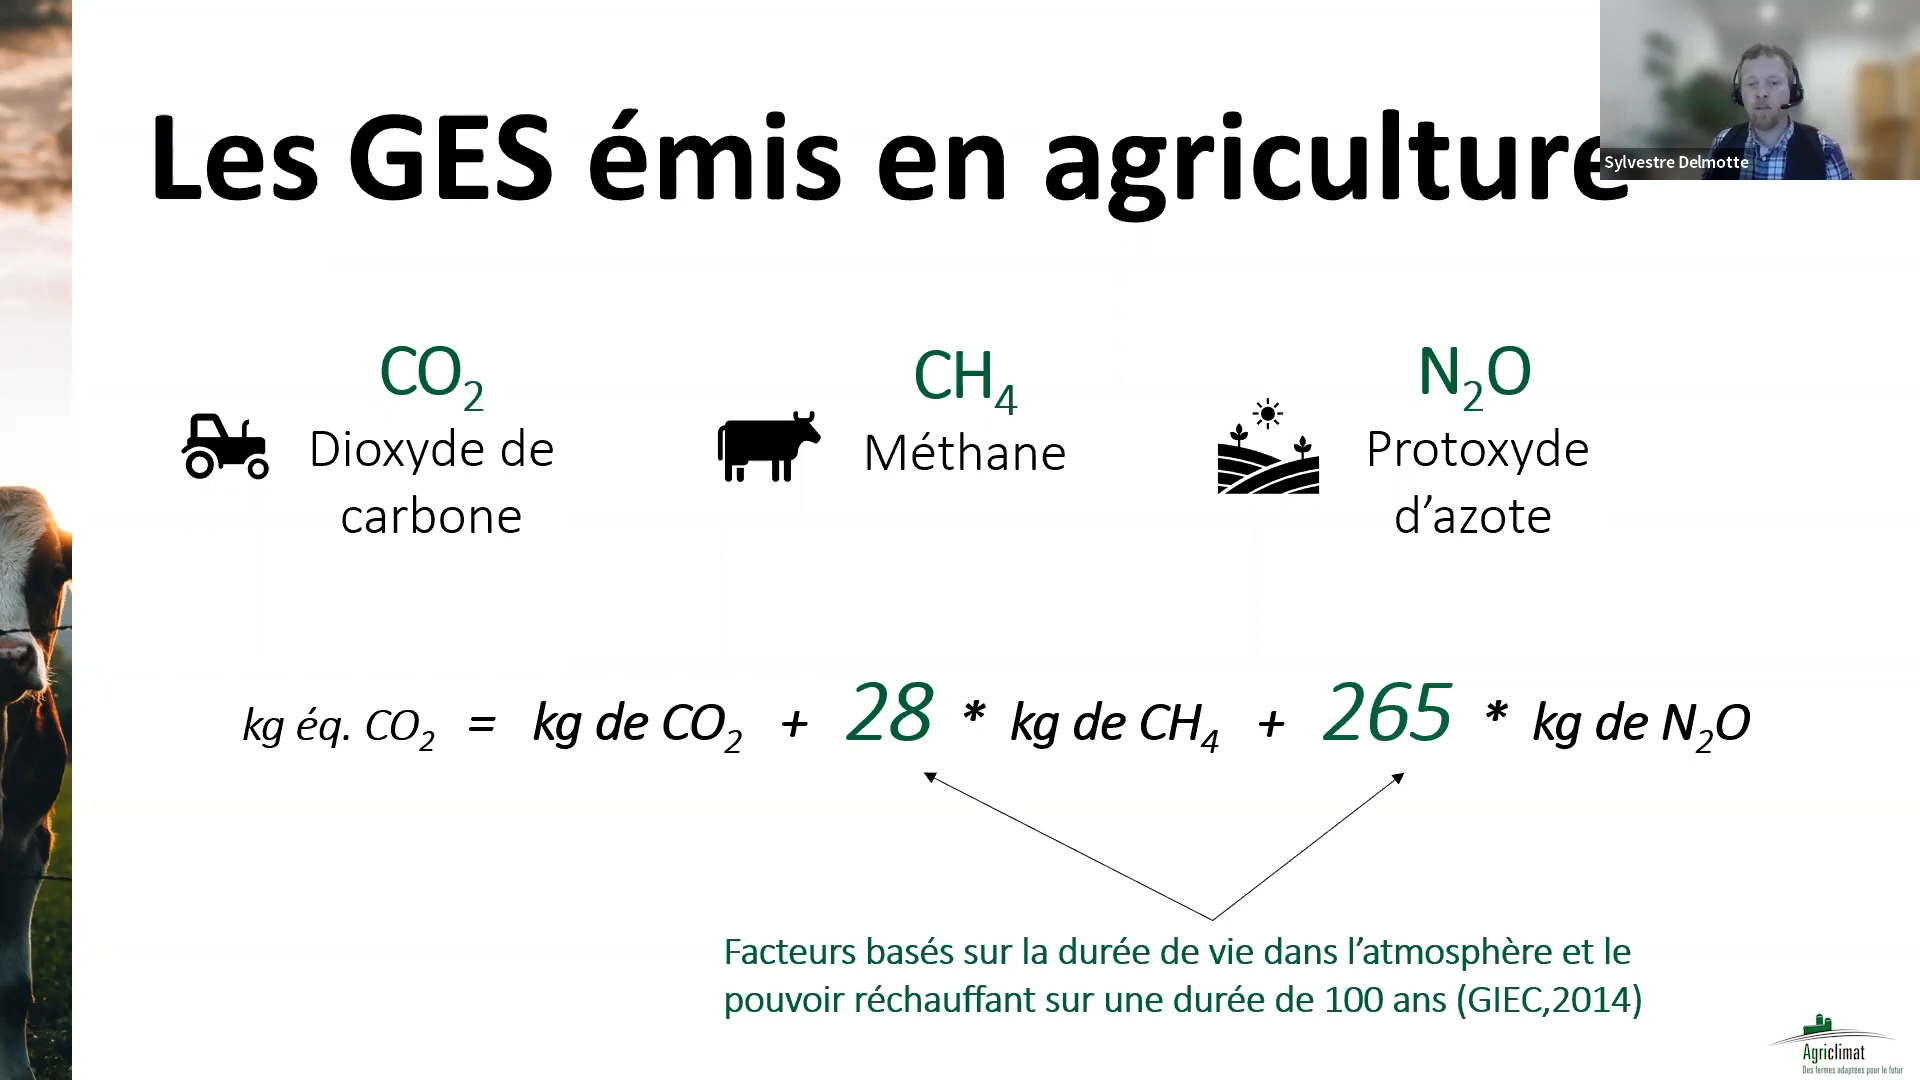 Les GES émis en agriculture
Sylvestre Delmotte
CO2
Dioxyde de
carbone
CH4
Méthane
N2O
Protoxyde
d’azote
kg éq. CO2 = kg de CO2 + 28 * kg de CH4 + 265 * kg de N2O
Facteurs basés sur la durée de vie dans l’atmosphère et le
pouvoir réchauffant sur une durée de 100 ans (GIEC,2014)
Agriclimat
Des fermes adaptées pour le futur